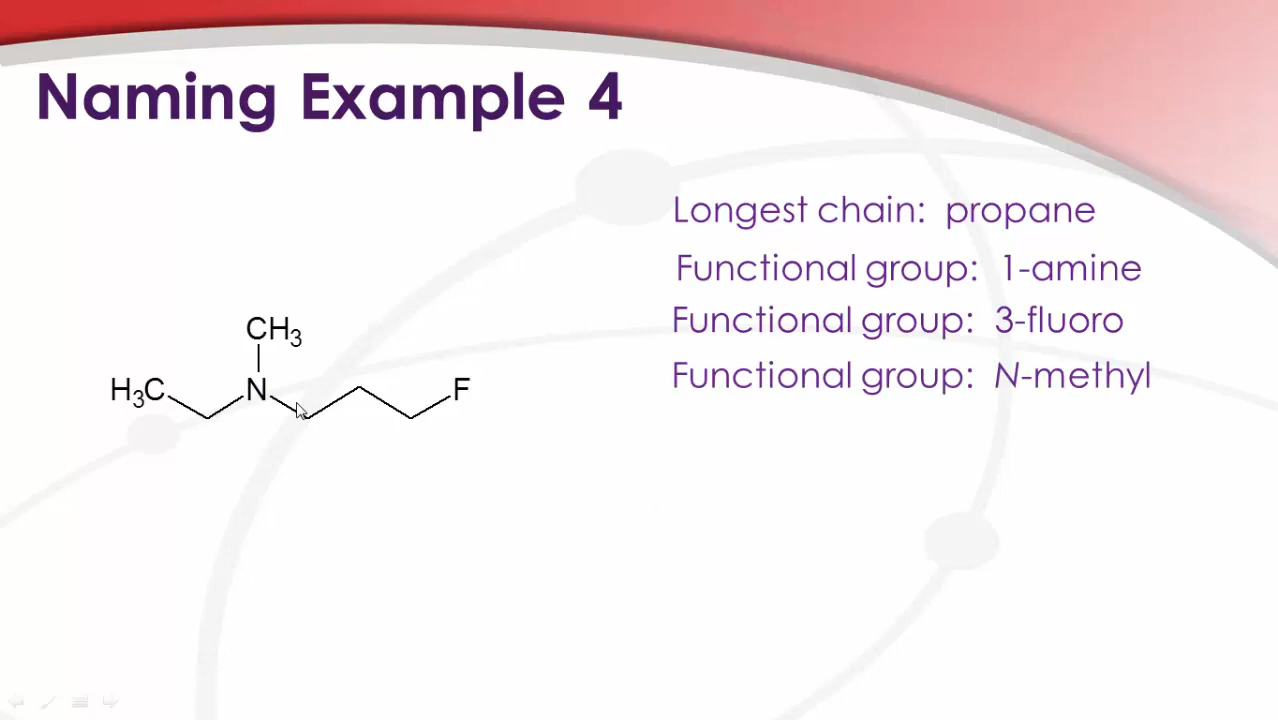 Naming Example 4
Longest chain: propane
Functional group: 1-amine
Functional group: 3-fluoro
Functional group: N-methyl
CH₃
H₃C N F